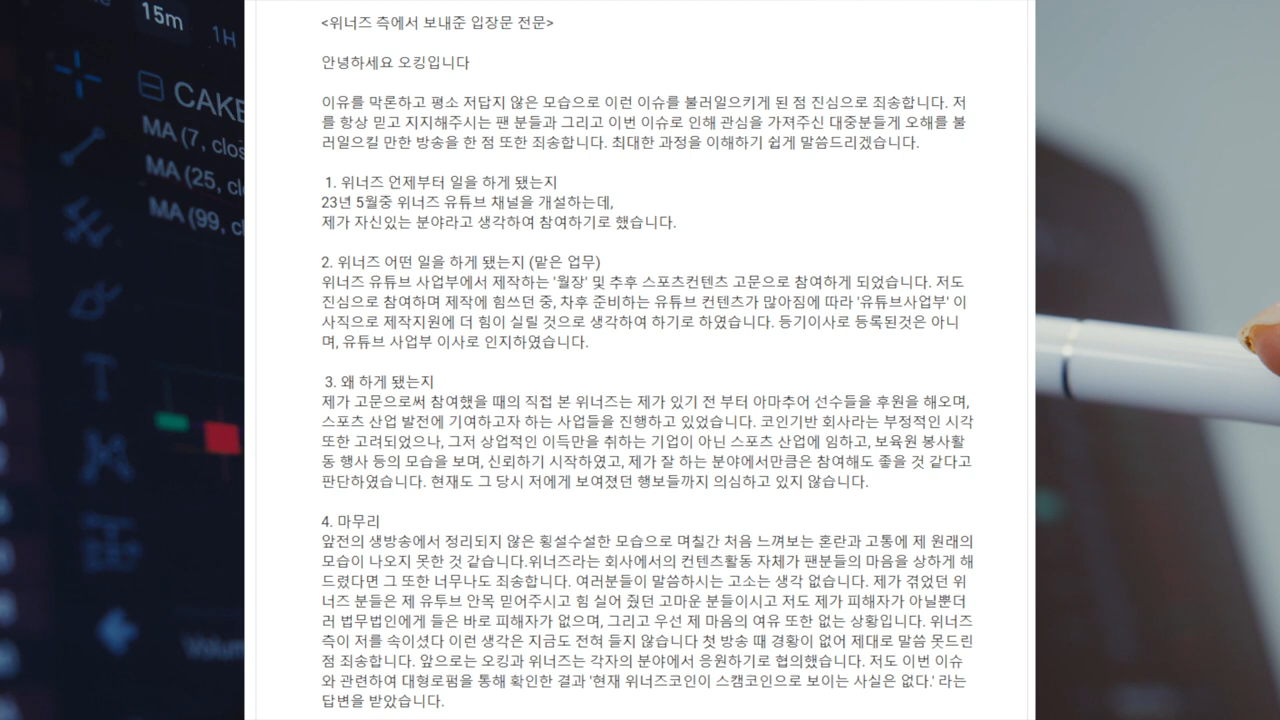 15m
1H
CAKE
MA (7, clos
MA (25, cl
MA (99, c
Volum
<위너즈 측에서 보내준 입장문 전문>
안녕하세요 오킹입니다
이유를 막론하고 평소 저답지 않은 모습으로 이런 이슈를 불러일으키게 된 점 진심으로 죄송합니다. 저
를 항상 믿고 지지해주시는 팬 분들과 그리고 이번 이슈로 인해 관심을 가져주신 대중분들게 오해를 불
러일으킬 만한 방송을 한 점 또한 죄송합니다. 최대한 과정을 이해하기 쉽게 말씀드리겠습니다.
1. 위너즈 언제부터 일을 하게 됐는지
23년 5월중 위너즈 유튜브 채널을 개설하는데,
제가 자신있는 분야라고 생각하여 참여하기로 했습니다.
2. 위너즈 어떤 일을 하게 됐는지 (맡은 업무)
위너즈 유튜브 사업부에서 제작하는 '월장' 및 추후 스포츠컨텐츠 고문으로 참여하게 되었습니다. 저도
진심으로 참여하며 제작에 힘쓰던 중, 차후 준비하는 유튜브 컨텐츠가 많아짐에 따라 '유튜브사업부' 이
사직으로 제작지원에 더 힘이 실릴 것으로 생각하여 하기로 하였습니다. 등기이사로 등록된것은 아니
며, 유튜브 사업부 이사로 인지하였습니다.
3. 왜 하게 됐는지
제가 고문으로써 참여했을 때의 직접 본 위너즈는 제가 있기 전 부터 아마추어 선수들을 후원을 해오며,
스포츠 산업 발전에 기여하고자 하는 사업들을 진행하고 있었습니다. 코인기반 회사라는 부정적인 시각
또한 고려되었으나, 그저 상업적인 이득만을 취하는 기업이 아닌 스포츠 산업에 임하고, 보육원 봉사활
동 행사 등의 모습을 보며, 신뢰하기 시작하였고, 제가 잘 하는 분야에서만큼은 참여해도 좋을 것 같다고
판단하였습니다. 현재도 그 당시 저에게 보여졌던 행보들까지 의심하고 있지 않습니다.
4. 마무리
앞전의 생방송에서 정리되지 않은 횡설수설한 모습으로 며칠간 처음 느껴보는 혼란과 고통에 제 원래의
모습이 나오지 못한 것 같습니다.위너즈라는 회사에서의 컨텐츠활동 자체가 팬분들의 마음을 상하게 해
드렸다면 그 또한 너무나도 죄송합니다. 여러분들이 말씀하시는 고소는 생각 없습니다. 제가 겪었던 위
너즈 분들은 제 유투브 안목 믿어주시고 힘 실어 줬던 고마운 분들이시고 저도 제가 피해자가 아닐뿐더
러 법무법인에게 들은 바로 피해자가 없으며, 그리고 우선 제 마음의 여유 또한 없는 상황입니다. 위너즈
측이 저를 속이셨다 이런 생각은 지금도 전혀 들지 않습니다 첫 방송 때 경황이 없어 제대로 말씀 못드린
점 죄송합니다. 앞으로는 오킹과 위너즈는 각자의 분야에서 응원하기로 협의했습니다. 저도 이번 이슈
와 관련하여 대형로펌을 통해 확인한 결과 '현재 위너즈코인이 스캠코인으로 보이는 사실은 없다.' 라는
답변을 받았습니다.